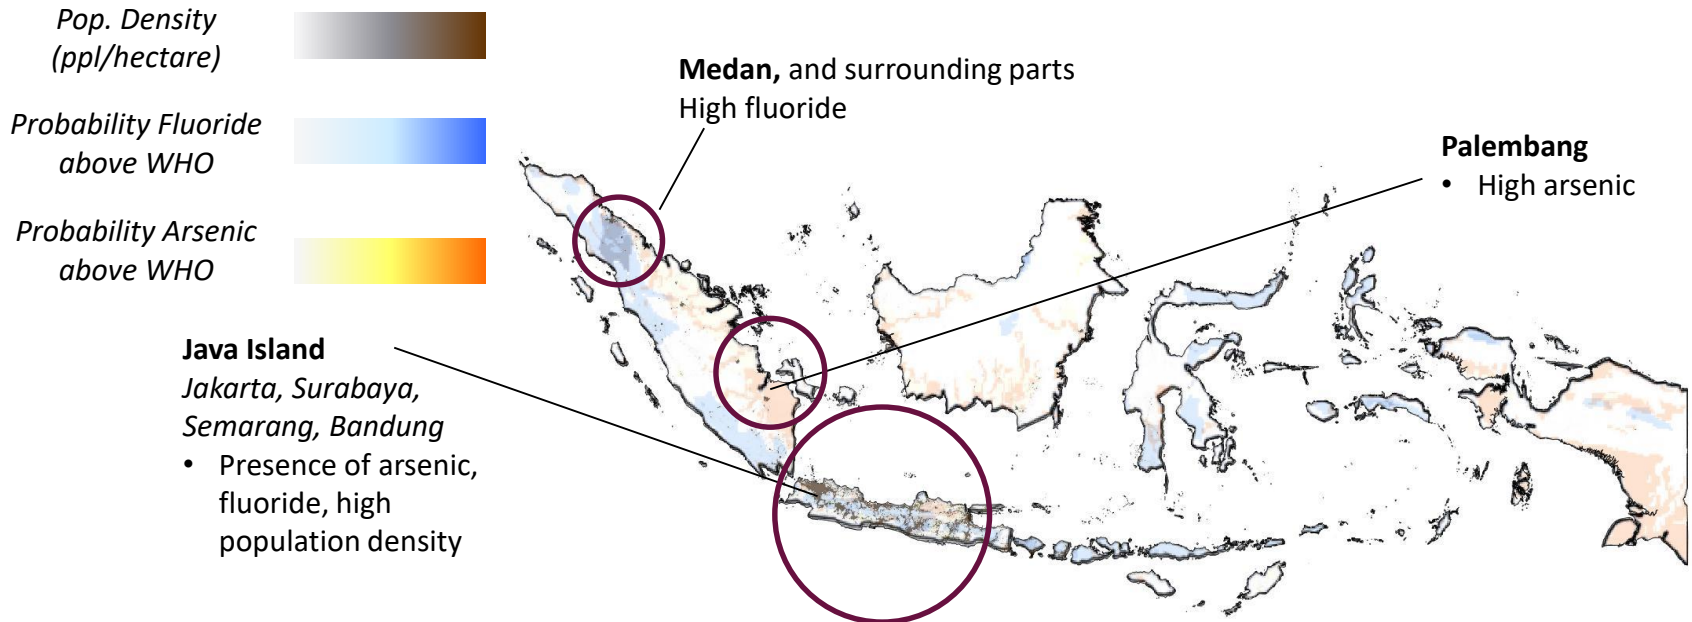 Pop. Density
(ppl/hectare)
Probability Fluoride
above WHO
Probability Arsenic
above WHO
Medan, and surrounding parts
High fluoride
Palembang
• High arsenic
Java Island
Jakarta, Surabaya,
Semarang, Bandung
• Presence of arsenic,
fluoride, high
population density